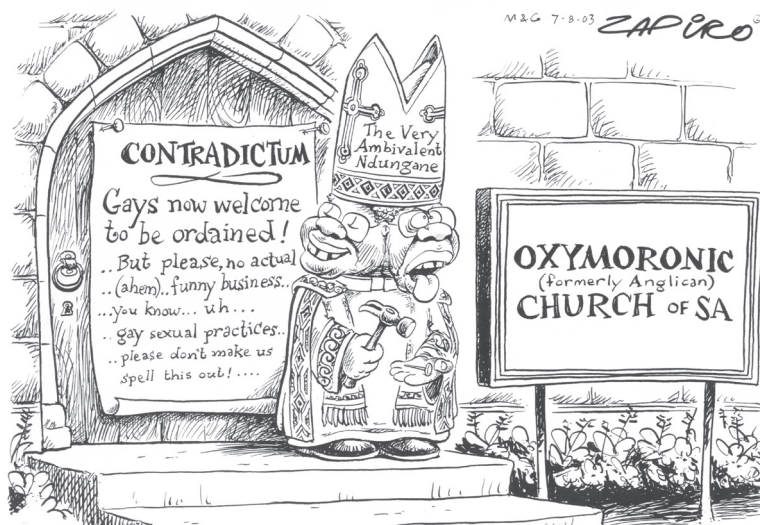 M&G 7-8-03 ZAPIRO ©
The Very
Ambivalent
Ndungane
CONTRADICTUM
Gays now welcome
to be ordained!
..But please, no actual
..(ahem)..funny business..
...you know... uh...
..gay sexual practices..
..please don't make us
spell this out!....
OXYMORONIC
(formerly Anglican)
CHURCH OF SA